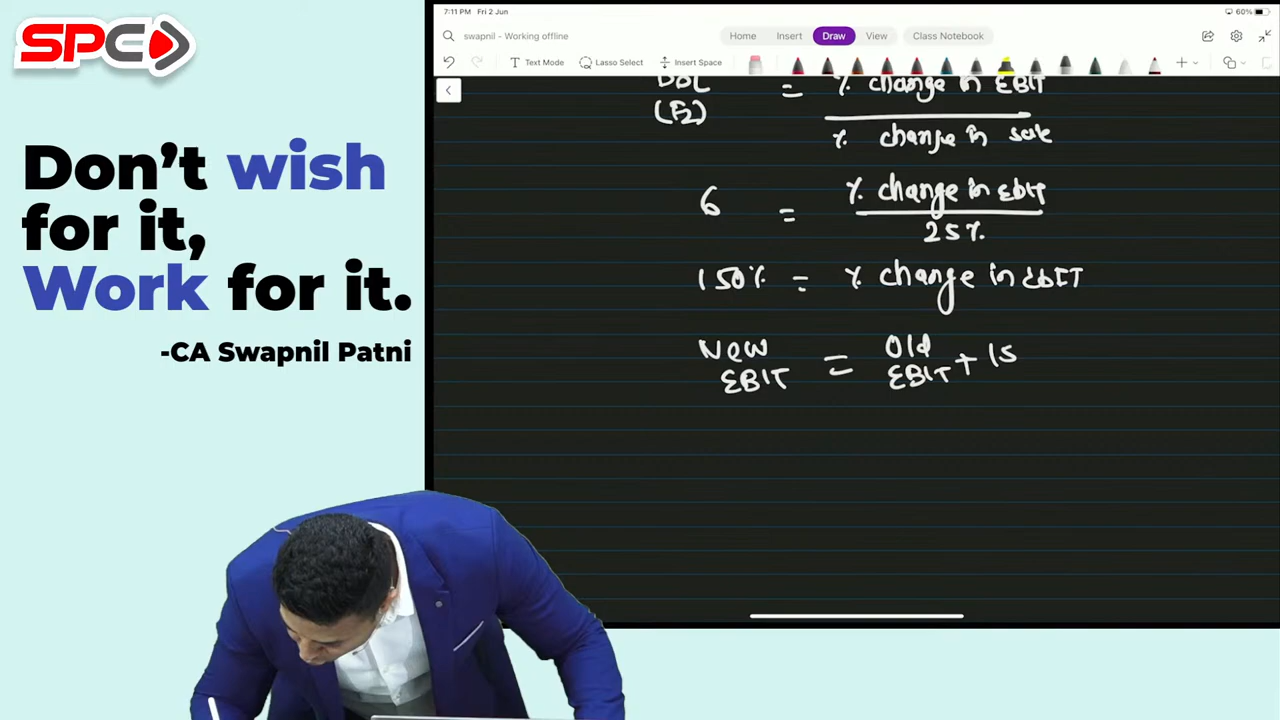 SPC
Don't wish
for it,
Work for it.
-CA Swapnil Patni
7:11 PM Fri 2 Jun
60%
swapnil - Working offline
Home Insert Draw View Class Notebook
Text Mode Lasso Select Insert Space
DOL = % change in EBIT
(F2) % change in sale
6 = % change in EBIT
25%
150% = % change in EBIT
New = Old + 15
EBIT EBIT